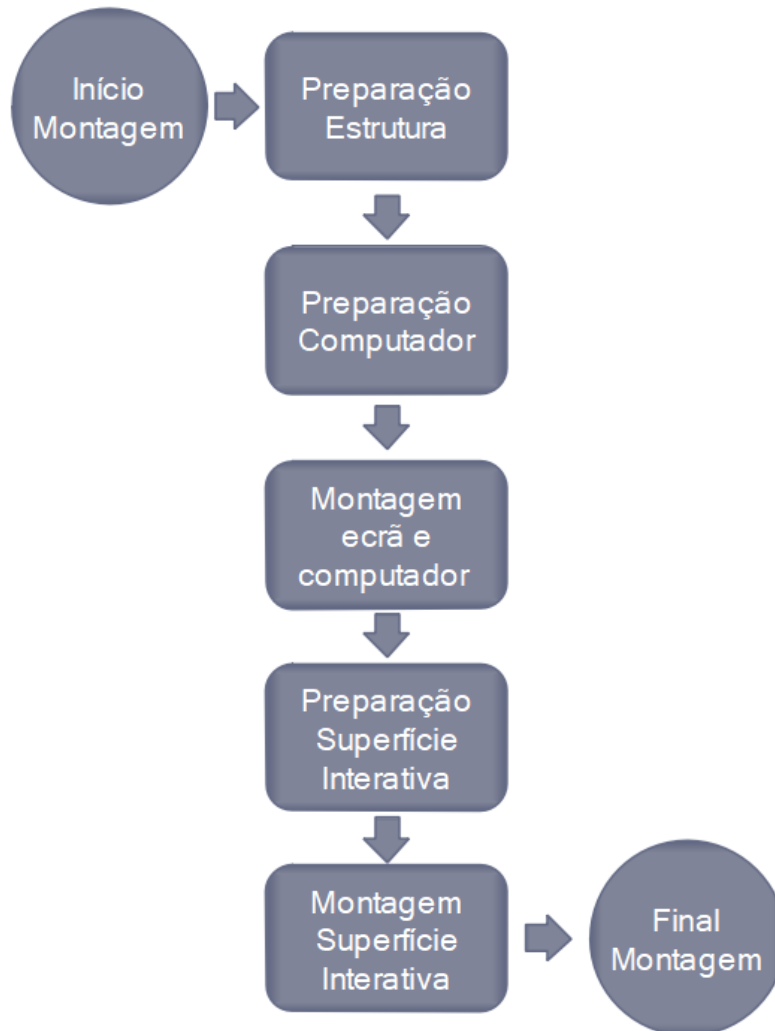 Início
Montagem
Preparação
Estrutura
Preparação
Computador
Montagem
ecrã e
computador
Preparação
Superfície
Interativa
Montagem
Superfície
Interativa
Final
Montagem